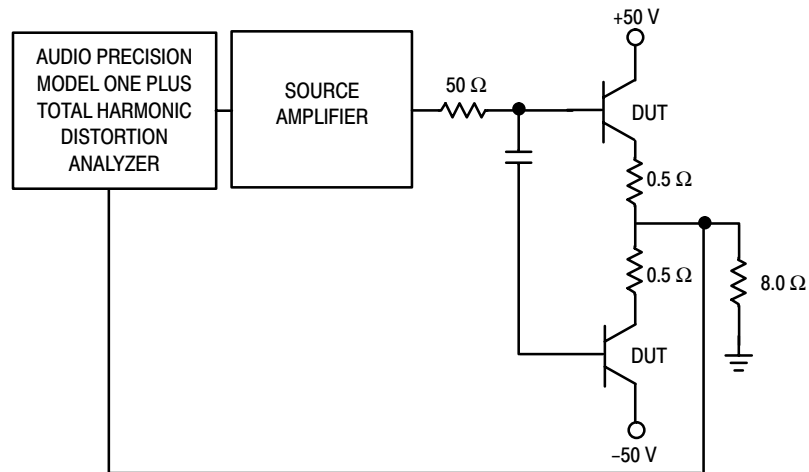 AUDIO PRECISION
MODEL ONE PLUS
TOTAL HARMONIC
DISTORTION
ANALYZER
SOURCE
AMPLIFIER
50 Ω
+50 V
DUT
0.5 Ω
0.5 Ω
8.0 Ω
DUT
–50 V